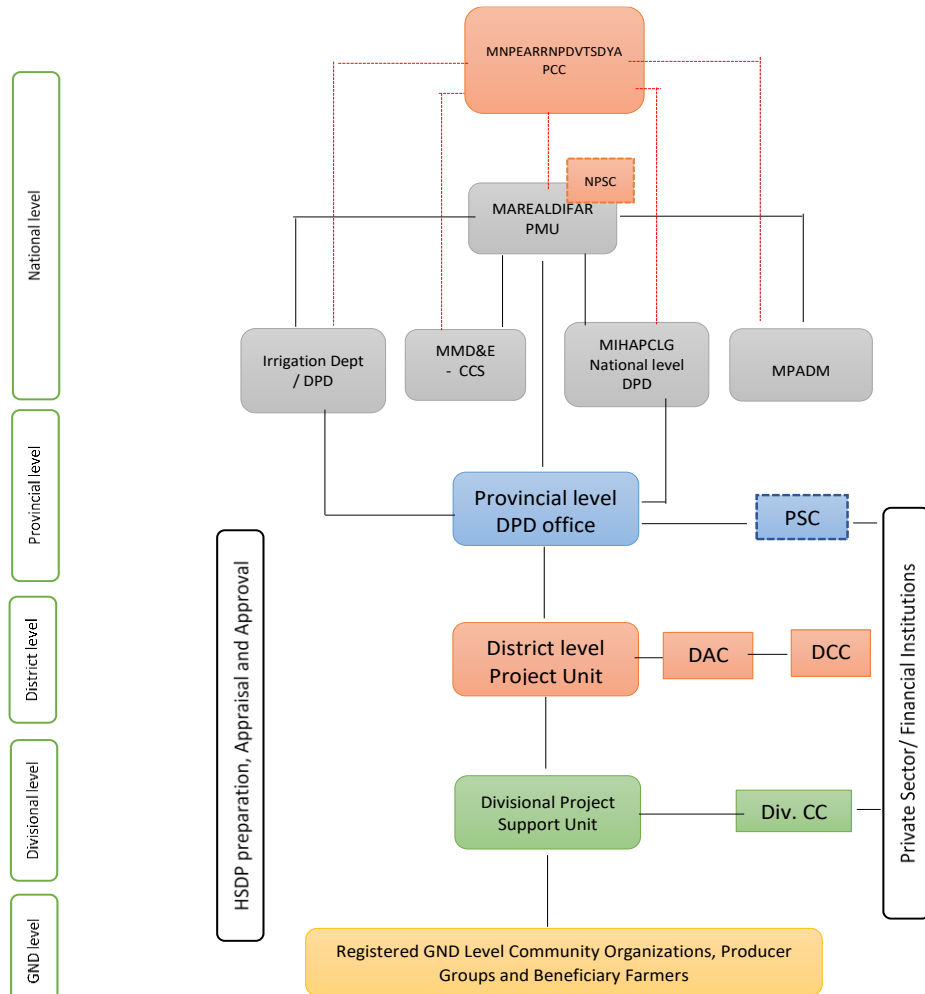 MNPEARRNPDVTSDYA
PCC
National level
NPSC
MAREALDIFAR
PMU
Irrigation Dept
/ DPD
MMD&E
- CCS
MIHAPCLG
National level
DPD
MPADM
Provincial level
Provincial level
DPD office
PSC
HSDP preparation, Appraisal and Approval
Private Sector/ Financial Institutions
District level
District level
Project Unit
DAC
DCC
Divisional level
Divisional Project
Support Unit
Div. CC
GND level
Registered GND Level Community Organizations, Producer
Groups and Beneficiary Farmers